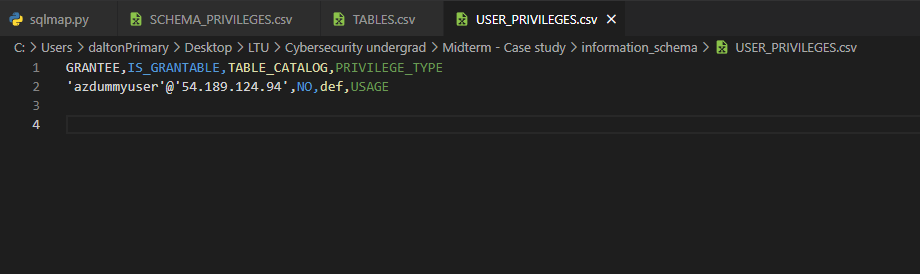 sqlmap.py SCHEMA_PRIVILEGES.csv TABLES.csv USER_PRIVILEGES.csv
C: > Users > daltonPrimary > Desktop > LTU > Cybersecurity undergrad > Midterm - Case study > information_schema > USER_PRIVILEGES.csv
1 GRANTEE,IS_GRANTABLE,TABLE_CATALOG,PRIVILEGE_TYPE
2 'azdummyuser'@'54.189.124.94',NO,def,USAGE
3
4